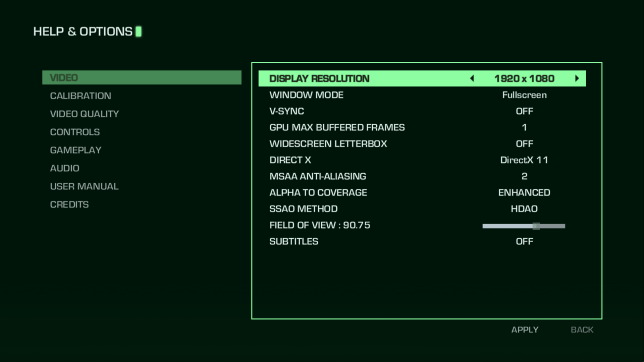 HELP & OPTIONS
VIDEO
CALIBRATION
VIDEO QUALITY
CONTROLS
GAMEPLAY
AUDIO
USER MANUAL
CREDITS
DISPLAY RESOLUTION 1920 x 1080
WINDOW MODE Fullscreen
V-SYNC OFF
GPU MAX BUFFERED FRAMES 1
WIDESCREEN LETTERBOX OFF
DIRECT X DirectX 11
MSAA ANTI-ALIASING 2
ALPHA TO COVERAGE ENHANCED
SSAO METHOD HDAO
FIELD OF VIEW : 90.75
SUBTITLES OFF
APPLY BACK